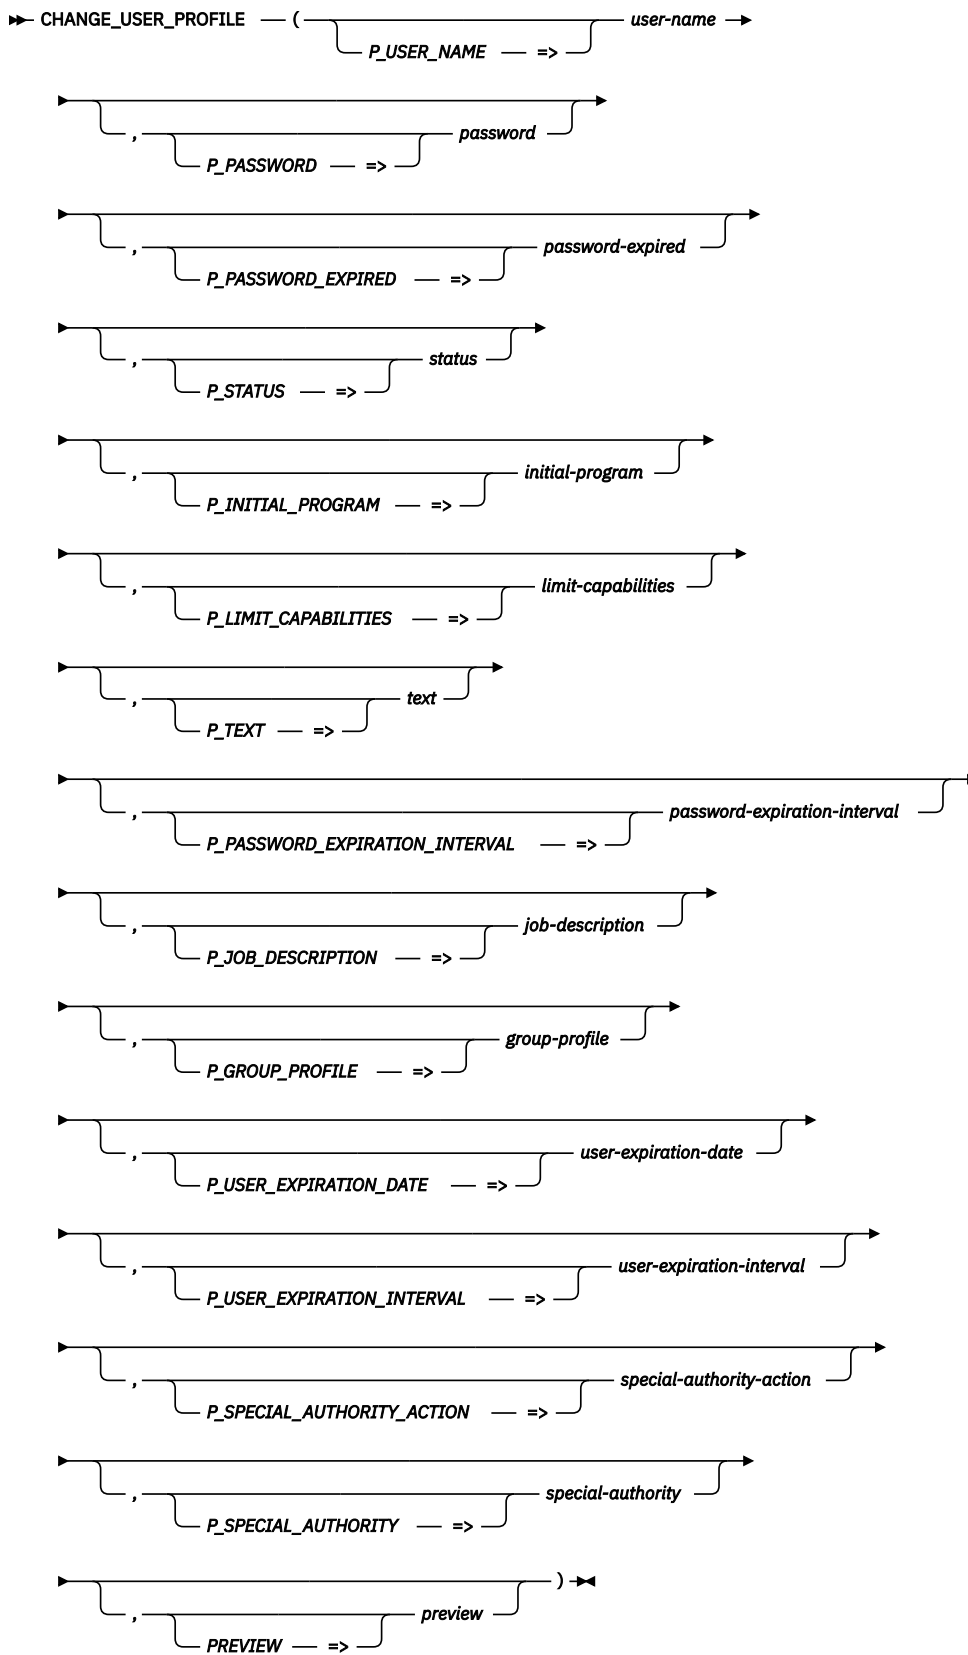 CHANGE_USER_PROFILE ( user-name
P_USER_NAME =>
, password
P_PASSWORD =>
, password-expired
P_PASSWORD_EXPIRED =>
, status
P_STATUS =>
, initial-program
P_INITIAL_PROGRAM =>
, limit-capabilities
P_LIMIT_CAPABILITIES =>
, text
P_TEXT =>
, password-expiration-interval
P_PASSWORD_EXPIRATION_INTERVAL =>
, job-description
P_JOB_DESCRIPTION =>
, group-profile
P_GROUP_PROFILE =>
, user-expiration-date
P_USER_EXPIRATION_DATE =>
, user-expiration-interval
P_USER_EXPIRATION_INTERVAL =>
, special-authority-action
P_SPECIAL_AUTHORITY_ACTION =>
, special-authority
P_SPECIAL_AUTHORITY =>
)
, preview
PREVIEW =>